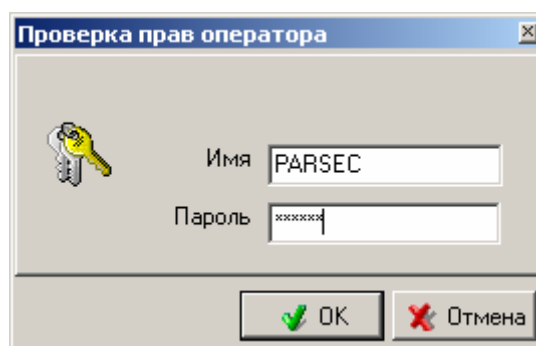 Проверка прав оператора
Имя PARSEC
Пароль ******
OK Отмена